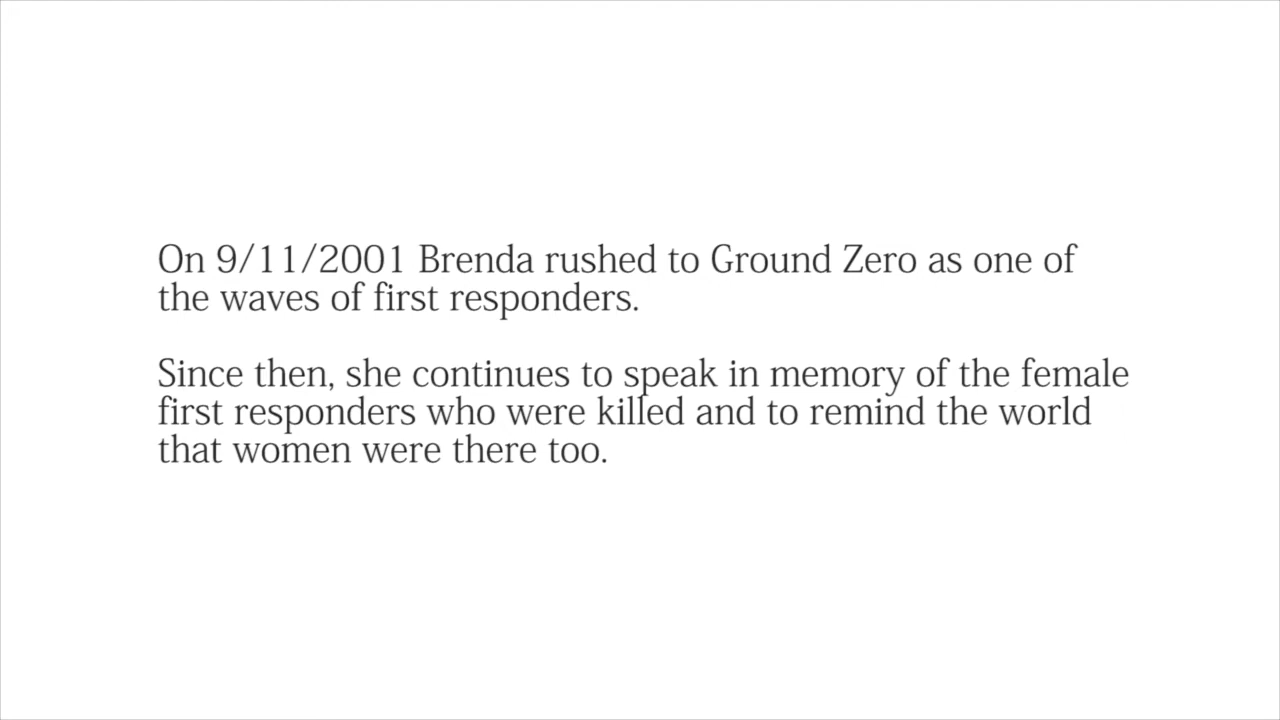 On 9/11/2001 Brenda rushed to Ground Zero as one of
the waves of first responders.
Since then, she continues to speak in memory of the female
first responders who were killed and to remind the world
that women were there too.